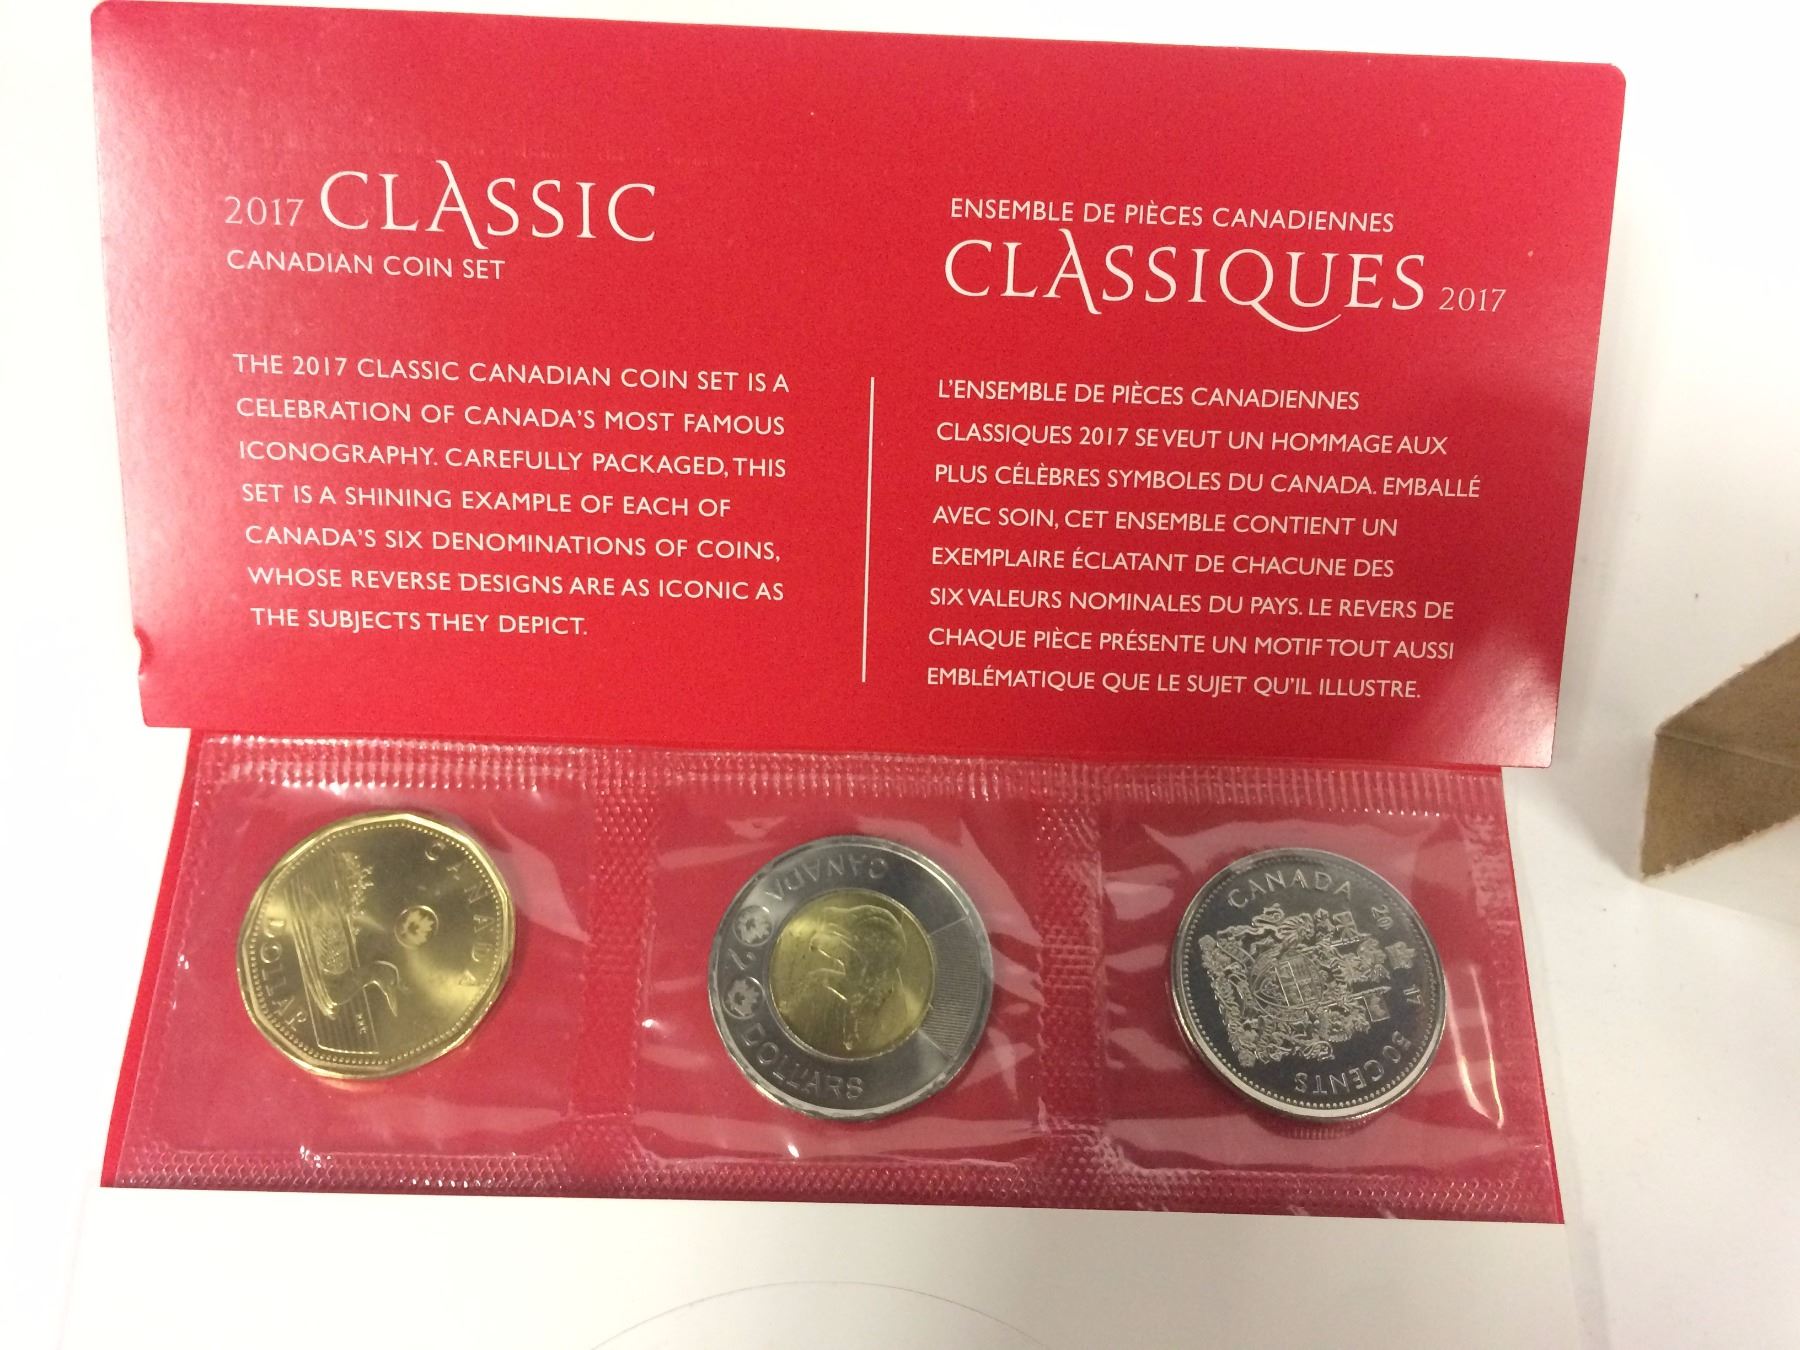 2017 CLASSIC
CANADIAN COIN SET
THE 2017 CLASSIC CANADIAN COIN SET IS A
CELEBRATION OF CANADA'S MOST FAMOUS
ICONOGRAPHY. CAREFULLY PACKAGED, THIS
SET IS A SHINING EXAMPLE OF EACH OF
CANADA'S SIX DENOMINATIONS OF COINS,
WHOSE REVERSE DESIGNS ARE AS ICONIC AS
THE SUBJECTS THEY DEPICT.
ENSEMBLE DE PIÈCES CANADIENNES
CLASSIQUES 2017
L'ENSEMBLE DE PIÈCES CANADIENNES
CLASSIQUES 2017 SE VEUT UN HOMMAGE AUX
PLUS CÉLÈBRES SYMBOLES DU CANADA. EMBALLÉ
AVEC SOIN, CET ENSEMBLE CONTIENT UN
EXEMPLAIRE ÉCLATANT DE CHACUNE DES
SIX VALEURS NOMINALES DU PAYS. LE REVERS DE
CHAQUE PIÈCE PRÉSENTE UN MOTIF TOUT AUSSI
EMBLÉMATIQUE QUE LE SUJET QU'IL ILLUSTRE.
CANADA
DOLLAR
CANADA
2 DOLLARS
CANADA
20 17
50 CENTS